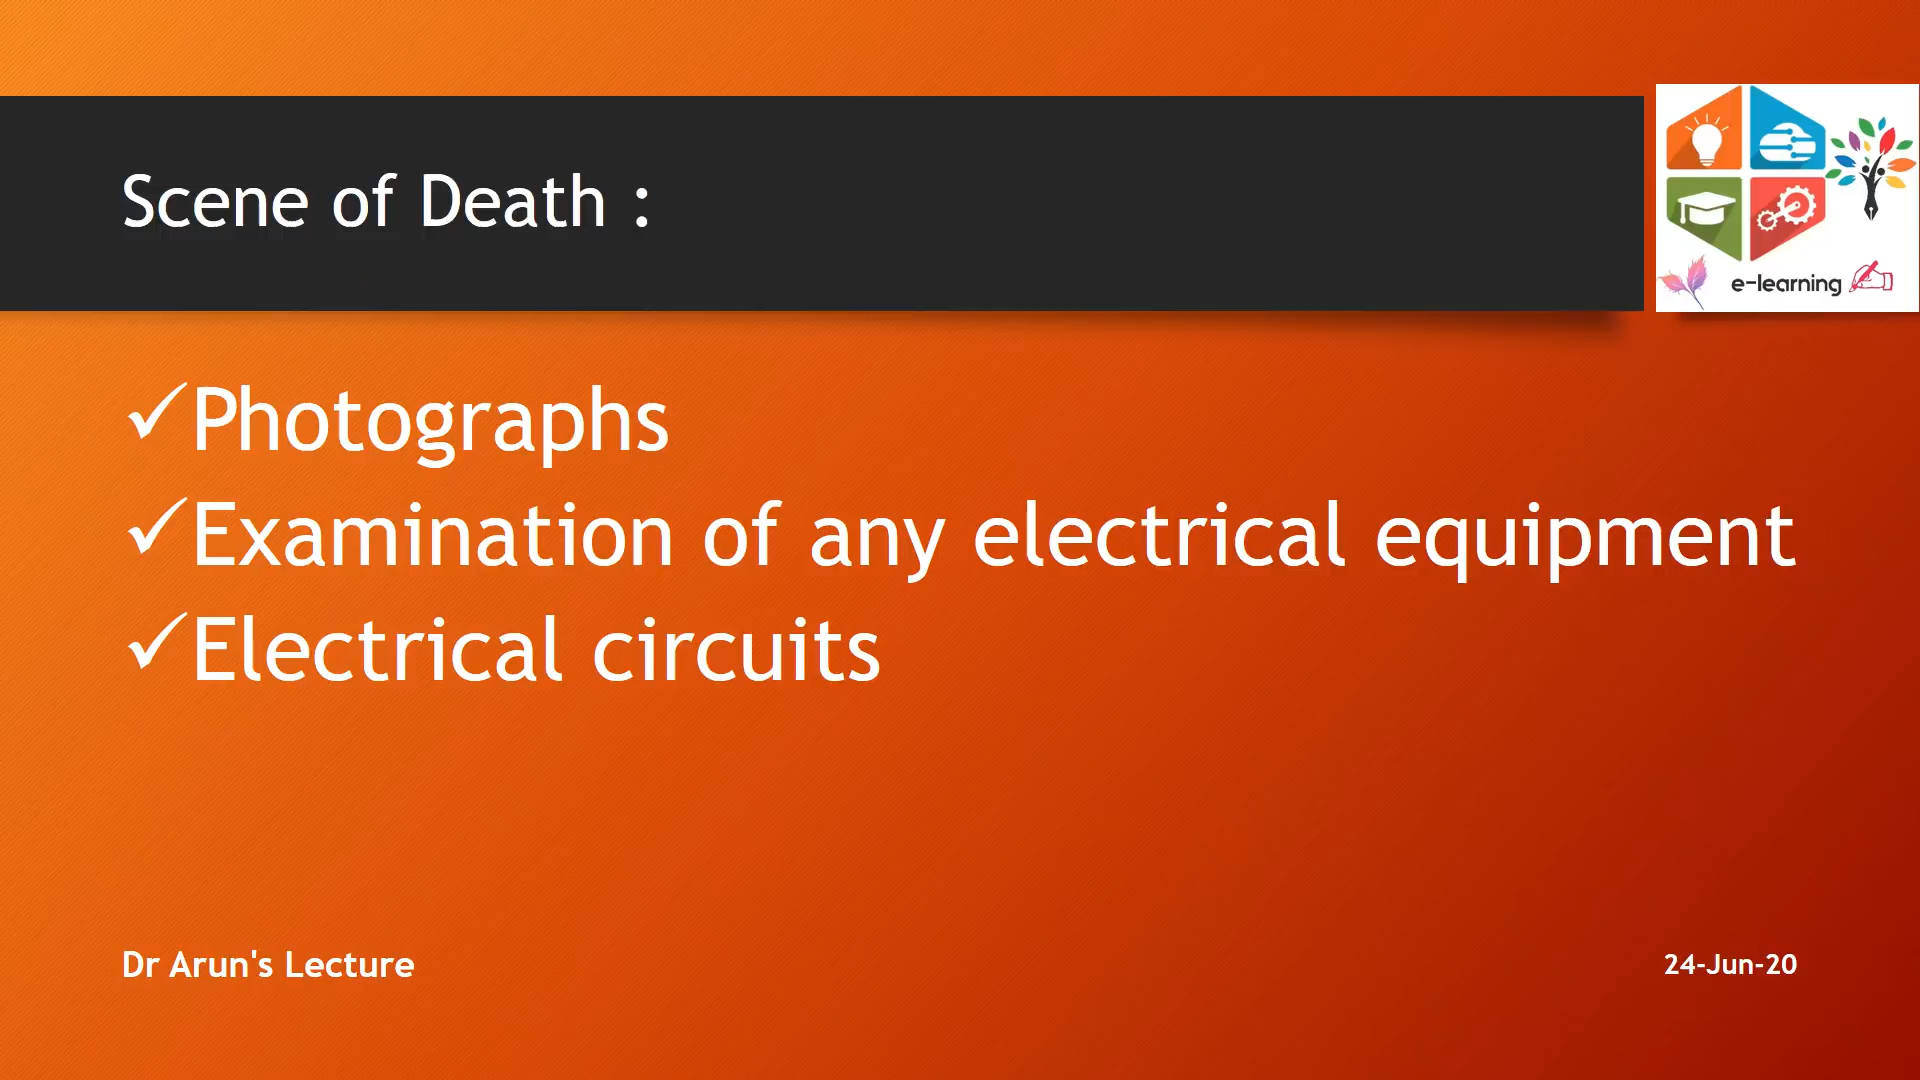 Scene of Death :
e-learning
✓Photographs
✓Examination of any electrical equipment
✓Electrical circuits
Dr Arun's Lecture
24-Jun-20